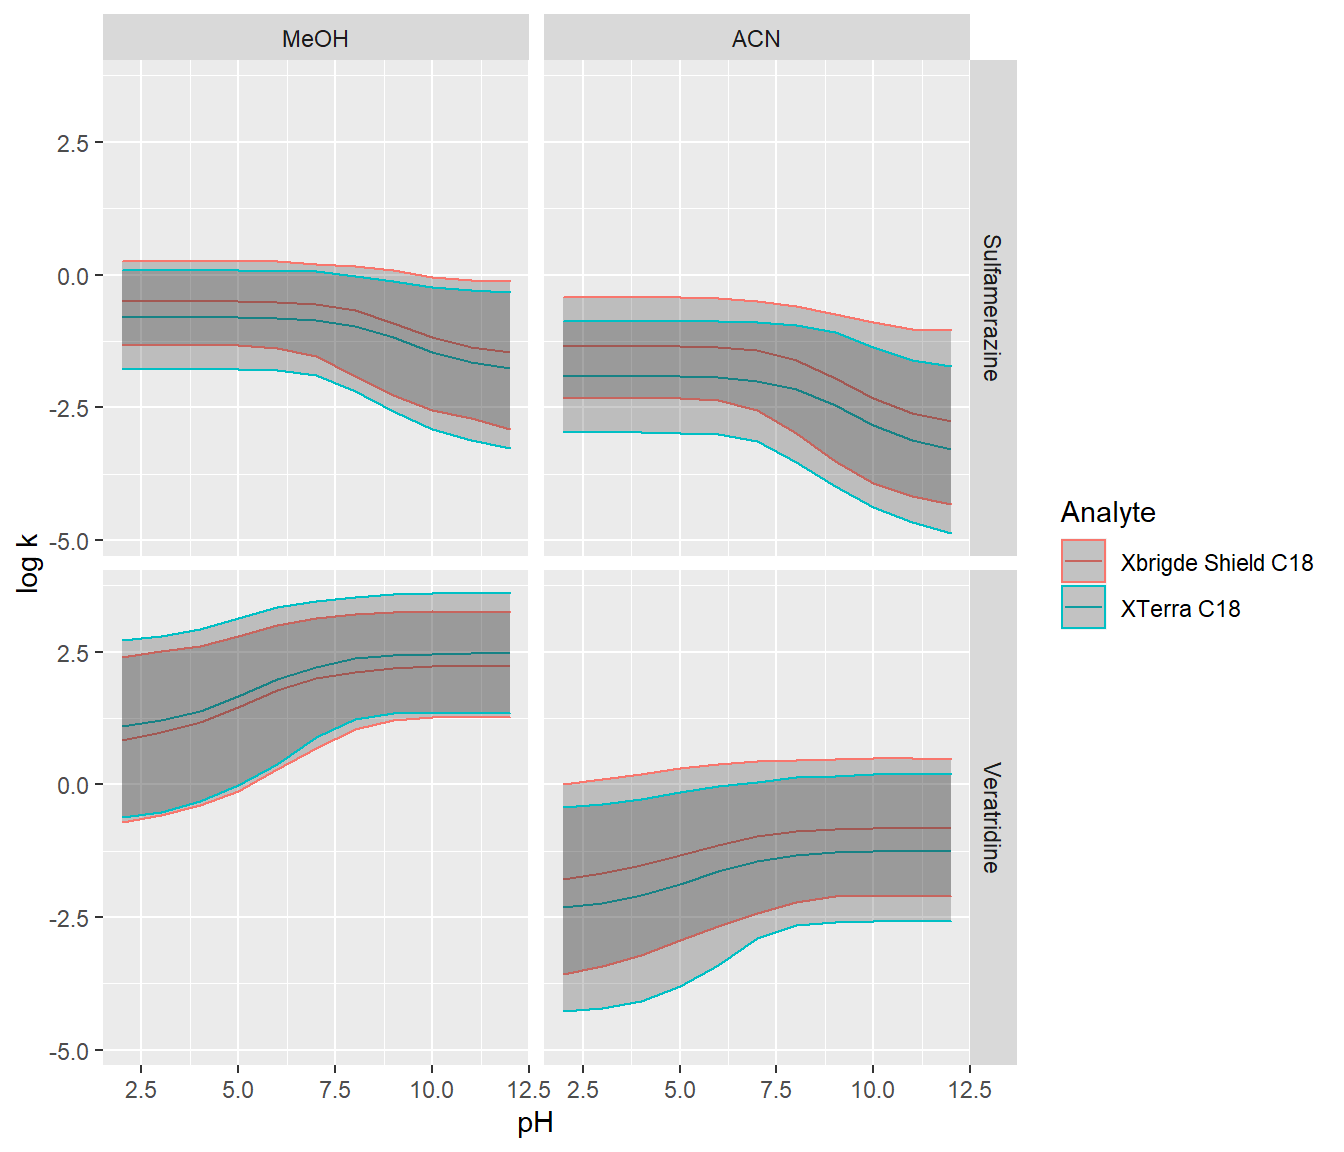 MeOH
ACN
2.5
0.0
-2.5
-5.0
Sulfamerazine
log k
2.5
0.0
-2.5
-5.0
Veratridine
2.5 5.0 7.5 10.0 12.5 2.5 5.0 7.5 10.0 12.5
pH
Analyte
Xbrigde Shield C18
XTerra C18